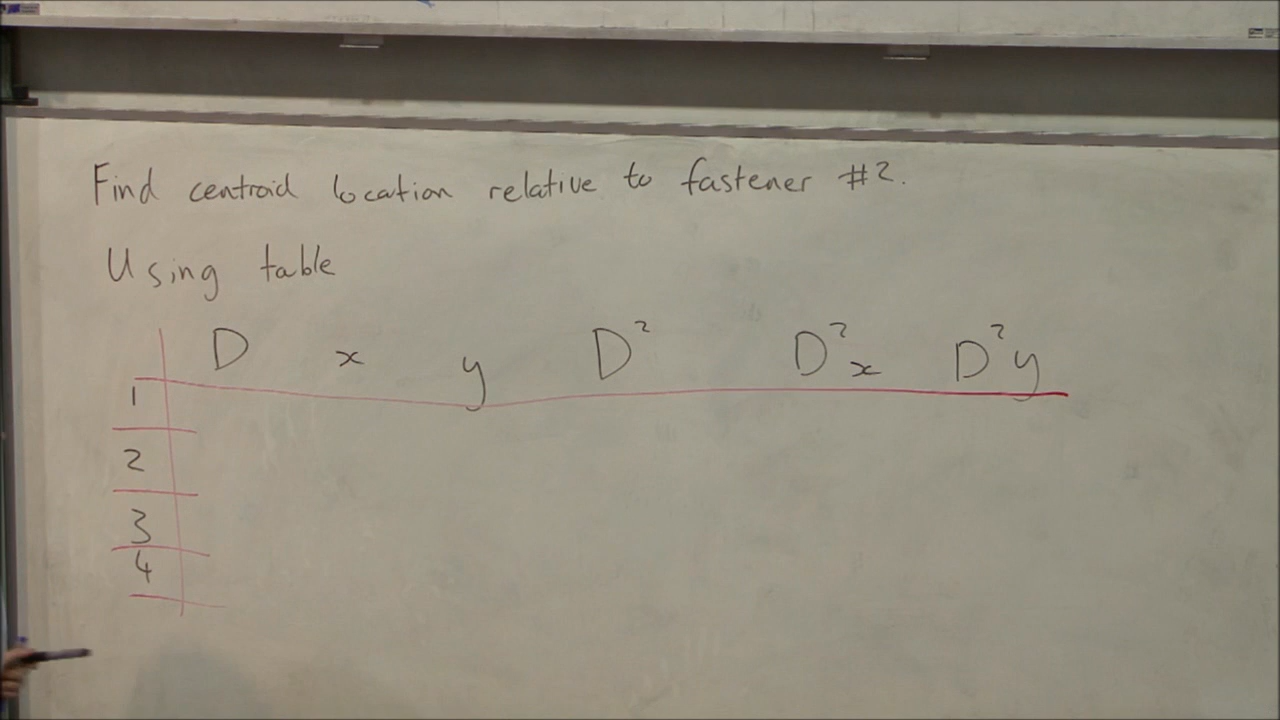 Find centroid location relative to fastener #2.
Using table
D x y D² D²x D²y
1
2
3
4